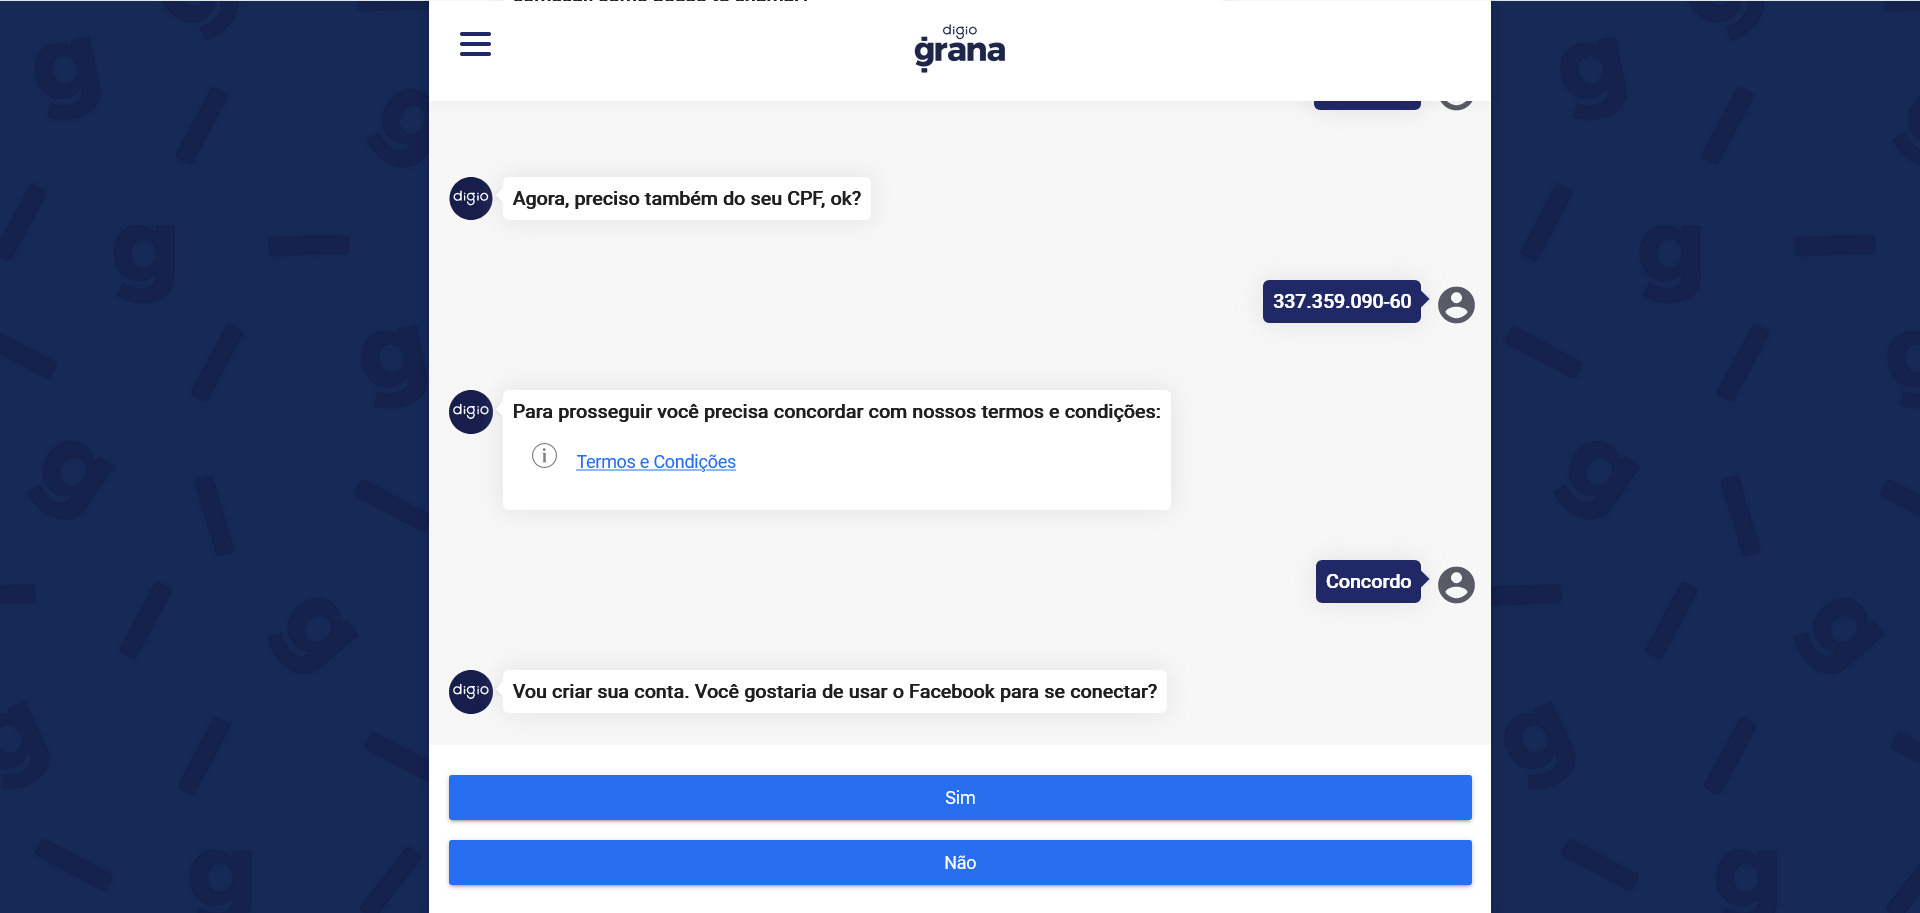 digio
grana
digio
Agora, preciso também do seu CPF, ok?
337.359.090-60
digio
Para prosseguir você precisa concordar com nossos termos e condições:
i
Termos e Condições
Concordo
digio
Vou criar sua conta. Você gostaria de usar o Facebook para se conectar?
Sim
Não